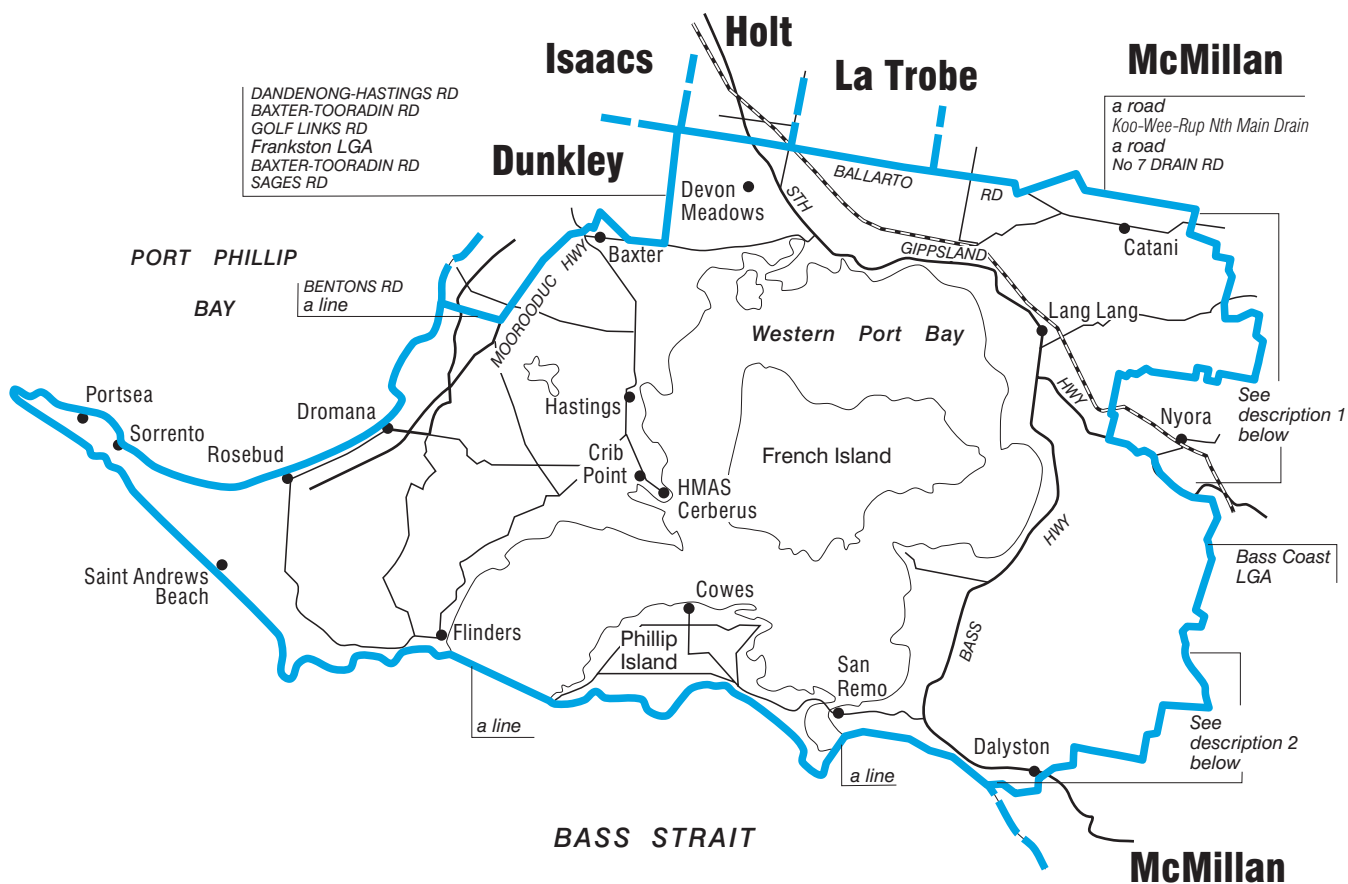 Holt
Isaacs
La Trobe
McMillan
DANDENONG-HASTINGS RD
BAXTER-TOORADIN RD
GOLF LINKS RD
Frankston LGA
BAXTER-TOORADIN RD
SAGES RD
a road
Koo-Wee-Rup Nth Main Drain
a road
No 7 DRAIN RD
Dunkley
BALLARTO
RD
Devon
Meadows
STH
GIPPSLAND
HWY
Catani
PORT PHILLIP
BAY
Baxter
MOOROODUC
HWY
BENTONS RD
a line
Western Port Bay
Lang Lang
Portsea
Sorrento
Rosebud
Dromana
Hastings
Crib
Point
HMAS
Cerberus
French Island
Nyora
See
description 1
below
HWY
Bass Coast
LGA
Saint Andrews
Beach
Cowes
Flinders
Phillip
Island
BASS
San
Remo
a line
a line
Dalyston
See
description 2
below
BASS STRAIT
McMillan